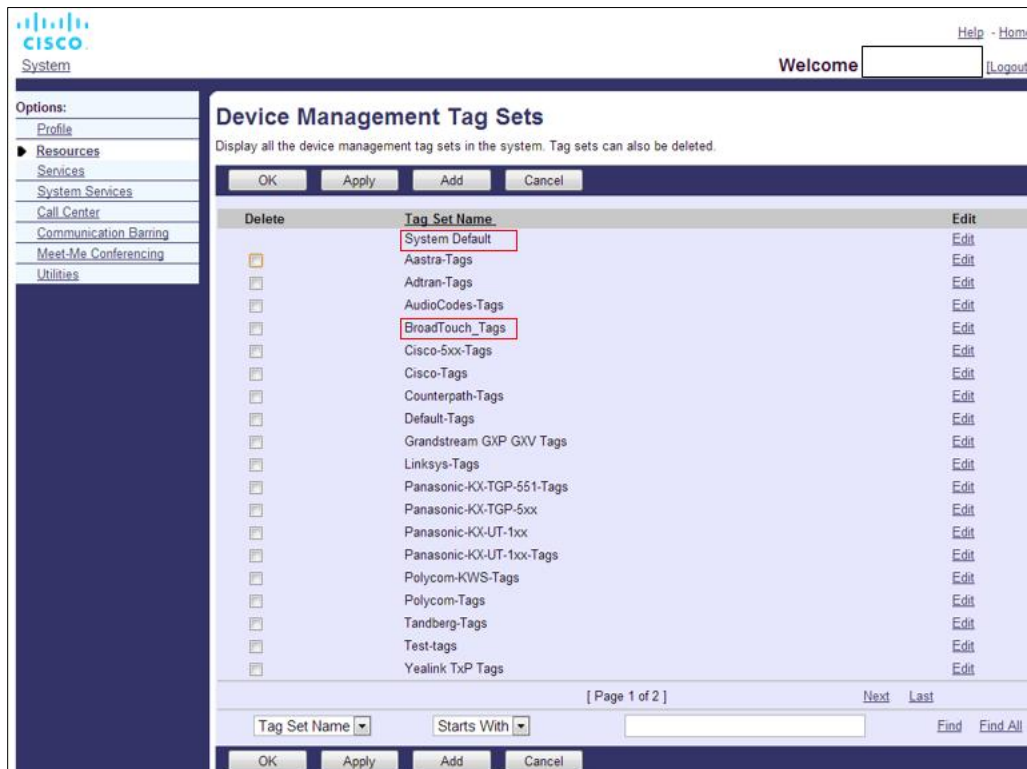 CISCO
Help - Home
System
Welcome [Logout
Options:
Profile
Resources
Services
System Services
Call Center
Communication Barring
Meet-Me Conferencing
Utilities
Device Management Tag Sets
Display all the device management tag sets in the system. Tag sets can also be deleted.
OK Apply Add Cancel
Delete Tag Set Name Edit
System Default Edit
Aastra-Tags Edit
Adtran-Tags Edit
AudioCodes-Tags Edit
BroadTouch_Tags Edit
Cisco-5xx-Tags Edit
Cisco-Tags Edit
Counterpath-Tags Edit
Default-Tags Edit
Grandstream GXP GXV Tags Edit
Linksys-Tags Edit
Panasonic-KX-TGP-551-Tags Edit
Panasonic-KX-TGP-5xx Edit
Panasonic-KX-UT-1xx Edit
Panasonic-KX-UT-1xx-Tags Edit
Polycom-KWS-Tags Edit
Polycom-Tags Edit
Tandberg-Tags Edit
Test-tags Edit
Yealink TxP Tags Edit
[ Page 1 of 2 ] Next Last
Tag Set Name Starts With Find Find All
OK Apply Add Cancel